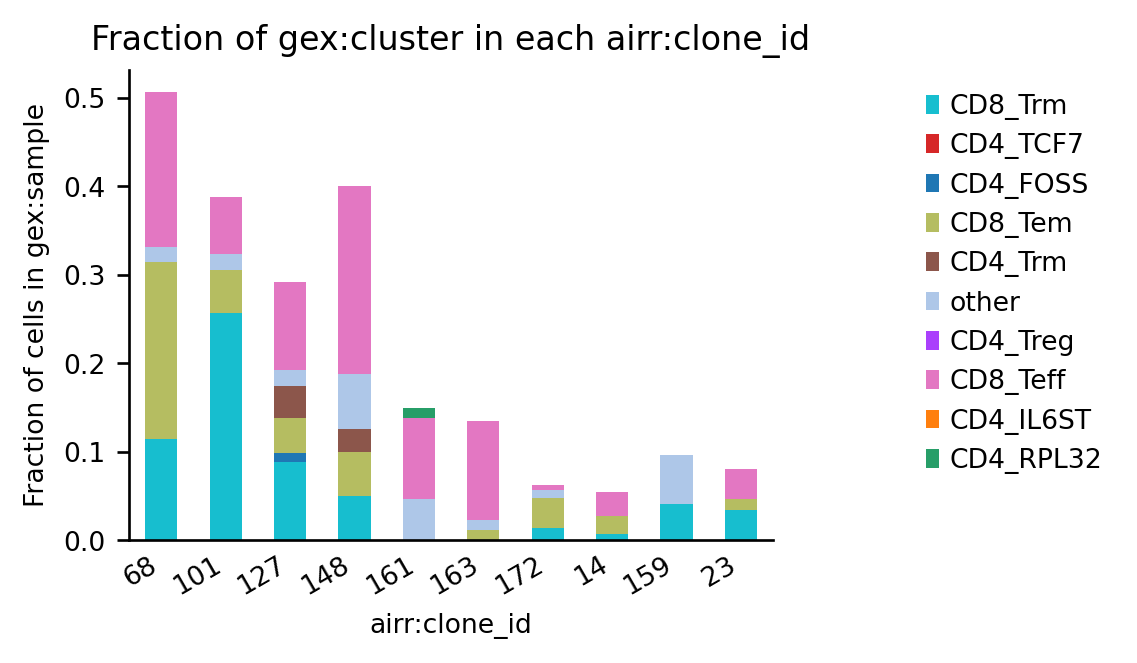 Fraction of gex:cluster in each airr:clone_id
Fraction of cells in gex:sample
0.5
0.4
0.3
0.2
0.1
0.0
68
101
127
148
161
163
172
14
159
23
airr:clone_id
CD8_Trm
CD4_TCF7
CD4_FOSS
CD8_Tem
CD4_Trm
other
CD4_Treg
CD8_Teff
CD4_IL6ST
CD4_RPL32